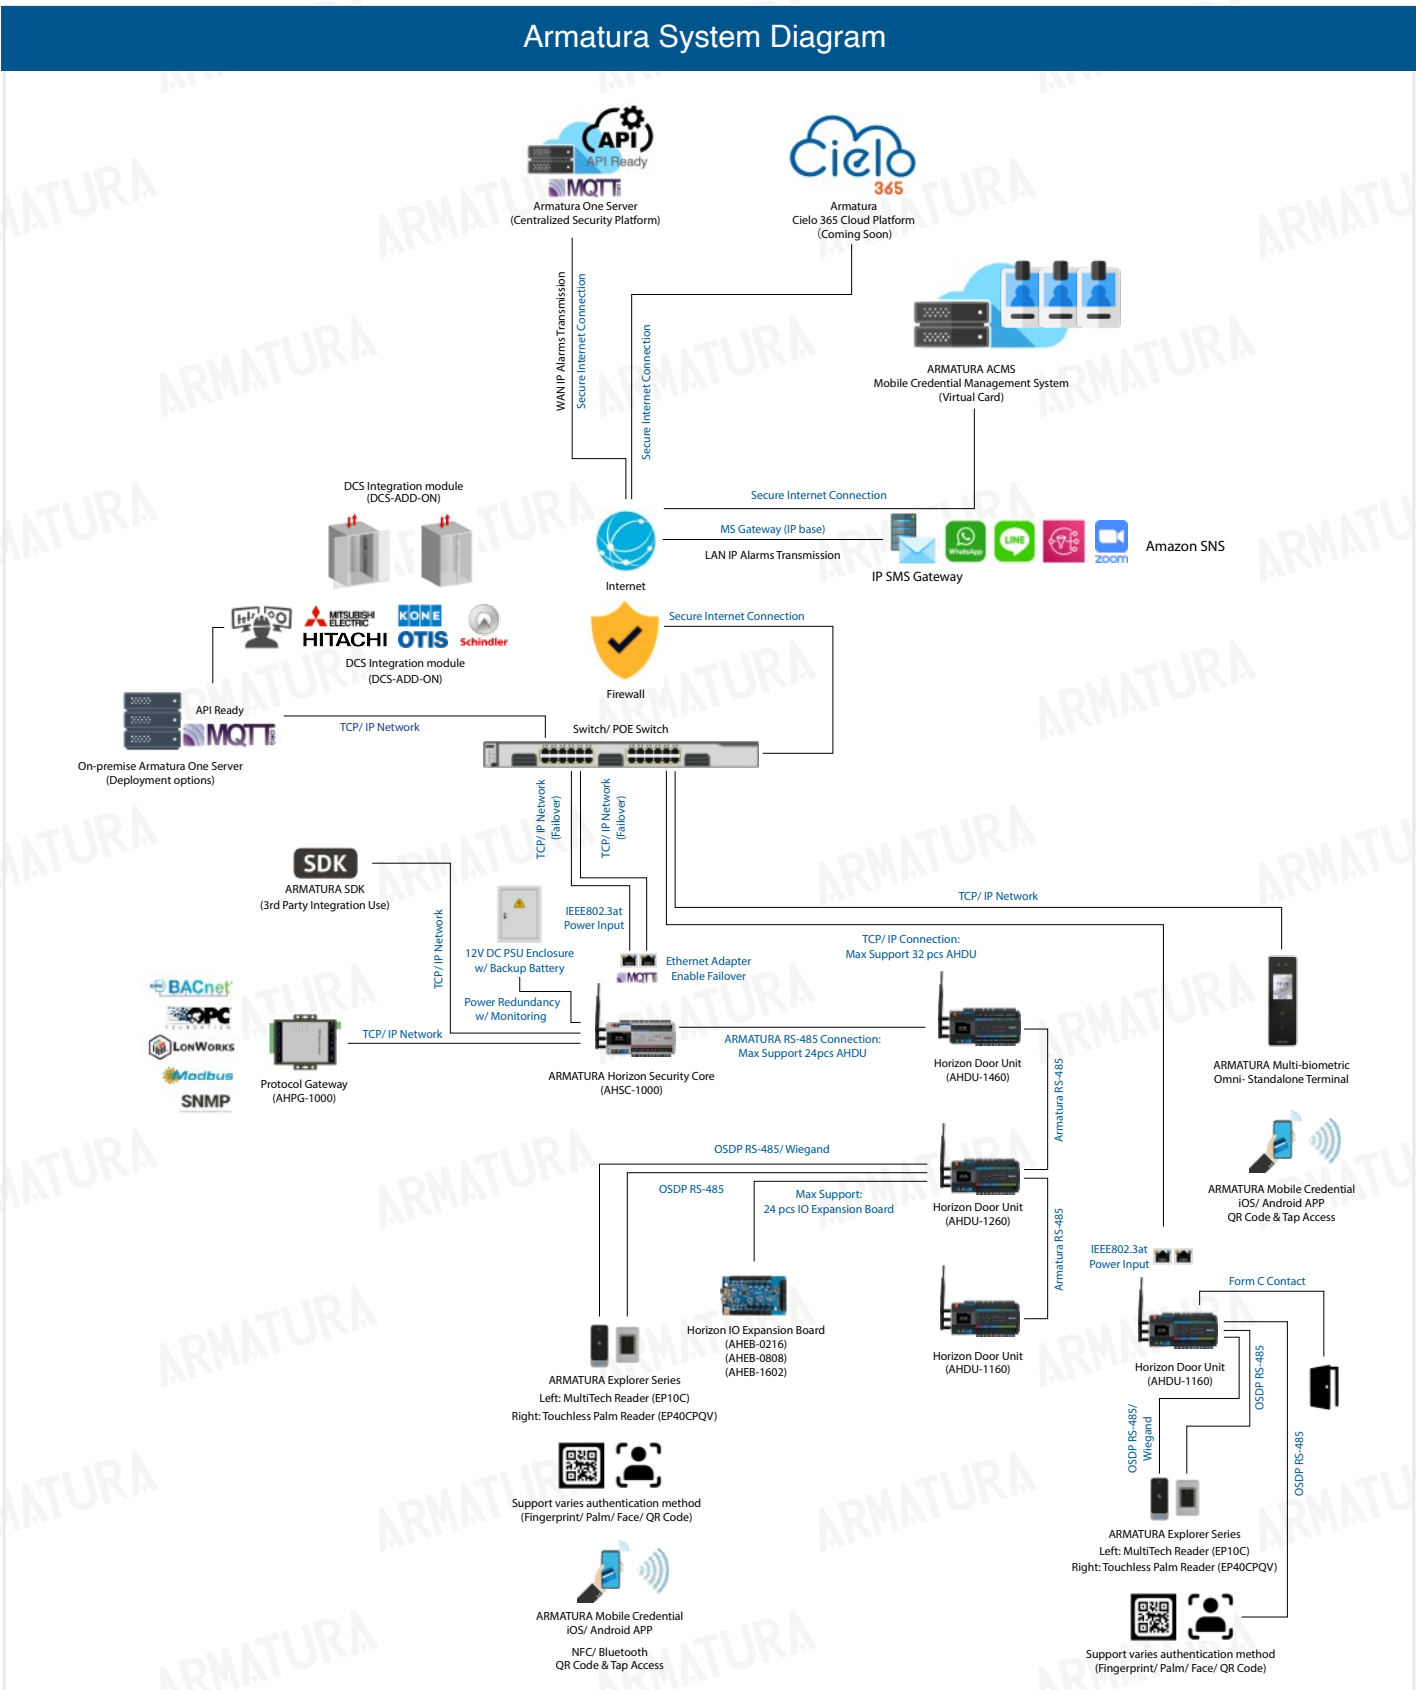 Armatura System Diagram
API
API Ready
MQTT
Armatura One Server
(Centralized Security Platform)
Cielo
365
Armatura
Cielo 365 Cloud Platform
(Coming Soon)
WAN IP Alarms Transmission
Secure Internet Connection
Secure Internet Connection
ARMATURA ACMS
Mobile Credential Management System
(Virtual Card)
DCS Integration module
(DCS-ADD-ON)
Secure Internet Connection
MS Gateway (IP base)
LAN IP Alarms Transmission
Internet
IP SMS Gateway
WhatsApp
LINE
zoom
Amazon SNS
MITSUBISHI
ELECTRIC
KONE
HITACHI
OTIS
Schindler
DCS Integration module
(DCS-ADD-ON)
Secure Internet Connection
Firewall
API Ready
MQTT
On-premise Armatura One Server
(Deployment options)
TCP/ IP Network
Switch/ POE Switch
TCP/ IP Network
(Failover)
TCP/ IP Network
(Failover)
SDK
ARMATURA SDK
(3rd Party Integration Use)
TCP/ IP Network
12V DC PSU Enclosure
w/ Backup Battery
Power Redundancy
w/ Monitoring
IEEE802.3at
Power Input
MQTT
Ethernet Adapter
Enable Failover
TCP/ IP Network
TCP/ IP Connection:
Max Support 32 pcs AHDU
BACnet
OPC
FOUNDATION
LONWORKS
Modbus
SNMP
Protocol Gateway
(AHPG-1000)
TCP/ IP Network
ARMATURA Horizon Security Core
(AHSC-1000)
ARMATURA RS-485 Connection:
Max Support 24pcs AHDU
Horizon Door Unit
(AHDU-1460)
Armatura RS-485
ARMATURA Multi-biometric
Omni- Standalone Terminal
ARMATURA Mobile Credential
iOS/ Android APP
QR Code & Tap Access
OSDP RS-485/ Wiegand
OSDP RS-485
Max Support:
24 pcs IO Expansion Board
Horizon Door Unit
(AHDU-1260)
Armatura RS-485
Horizon IO Expansion Board
(AHEB-0216)
(AHEB-0808)
(AHEB-1602)
Horizon Door Unit
(AHDU-1160)
IEEE802.3at
Power Input
Form C Contact
Horizon Door Unit
(AHDU-1160)
OSDP RS-485/
Wiegand
OSDP RS-485
OSDP RS-485
ARMATURA Explorer Series
Left: MultiTech Reader (EP10C)
Right: Touchless Palm Reader (EP40CPQV)
Support varies authentication method
(Fingerprint/ Palm/ Face/ QR Code)
ARMATURA Mobile Credential
iOS/ Android APP
NFC/ Bluetooth
QR Code & Tap Access
ARMATURA Explorer Series
Left: MultiTech Reader (EP10C)
Right: Touchless Palm Reader (EP40CPQV)
Support varies authentication method
(Fingerprint/ Palm/ Face/ QR Code)
ARMATURA